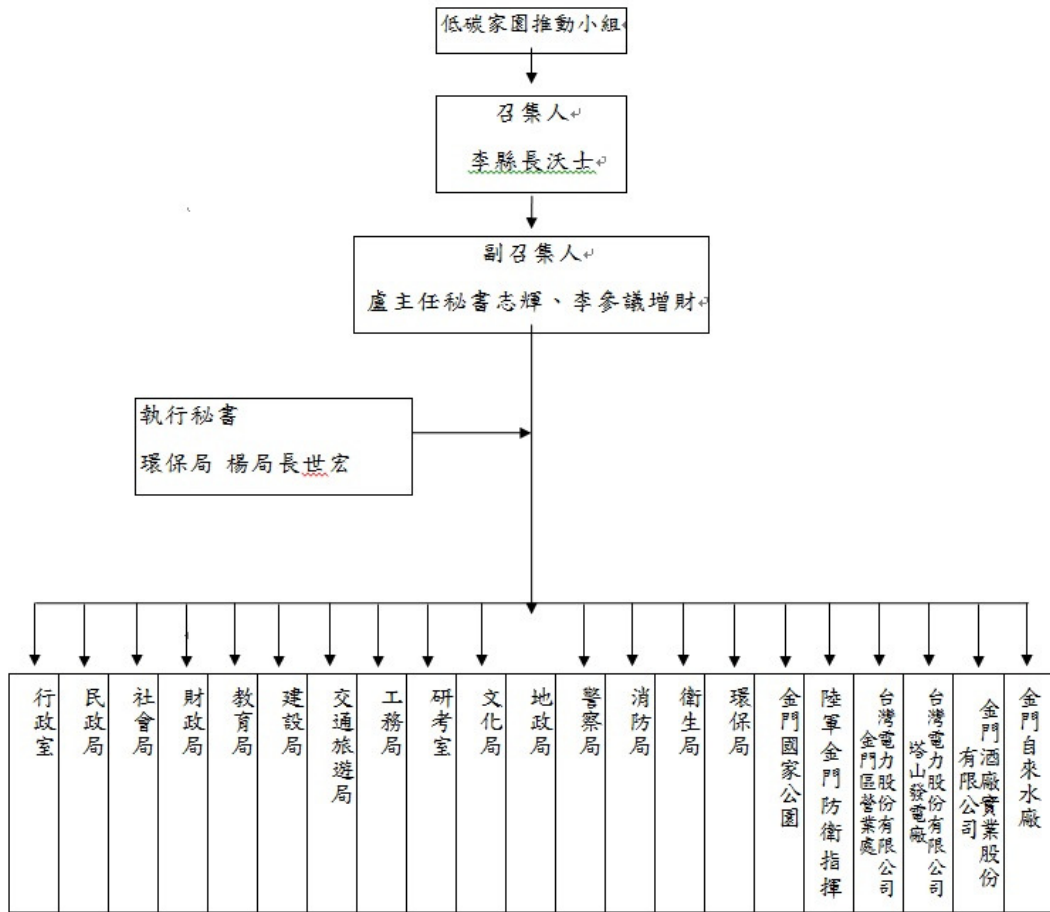 低碳家園推動小組
召集人
李縣長沃士
副召集人
盧主任秘書志輝、李參議增財
執行秘書
環保局 楊局長世宏
行政室
民政局
社會局
財政局
教育局
建設局
交通旅遊局
工務局
研考室
文化局
地政局
警察局
消防局
衛生局
環保局
金門國家公園
陸軍金門防衛指揮
台灣電力股份有限公司
金門區營業處
台灣電力股份有限公司
塔山發電廠
金門酒廠實業股份
有限公司
金門自來水廠